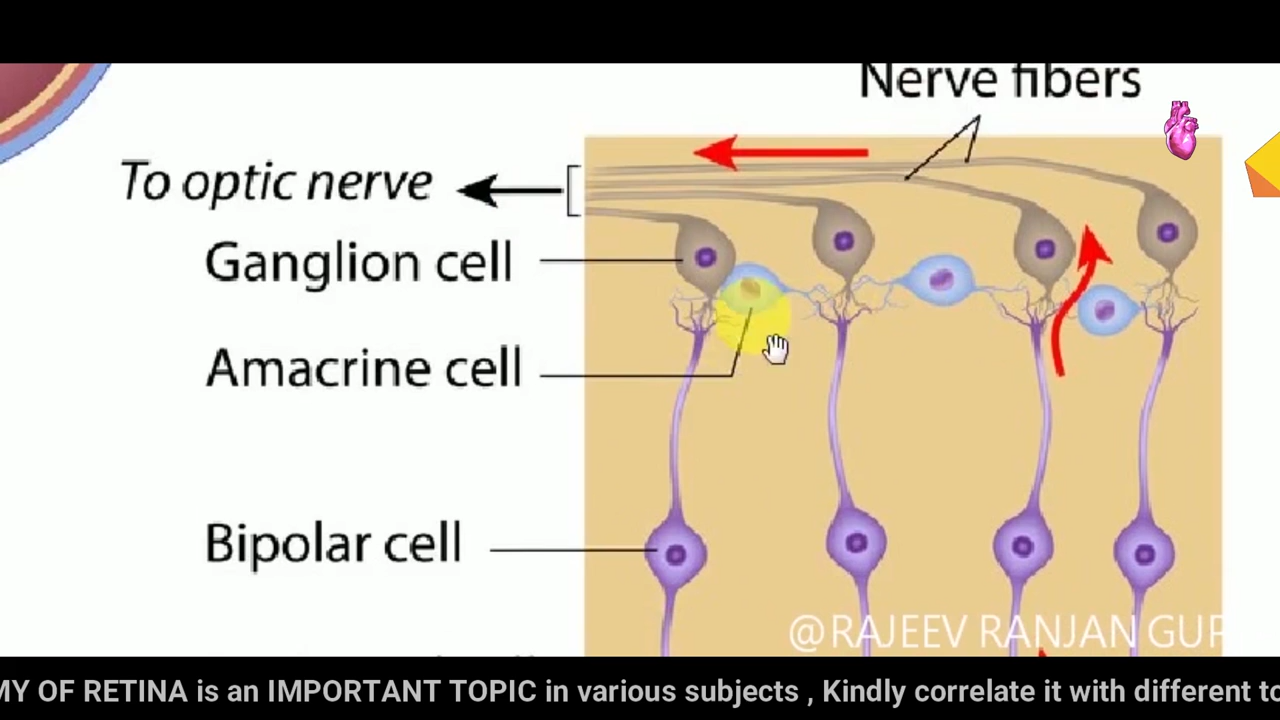 Nerve fibers
To optic nerve
Ganglion cell
Amacrine cell
Bipolar cell
@RAJEEV RANJAN GUP
MY OF RETINA is an IMPORTANT TOPIC in various subjects , Kindly correlate it with different to